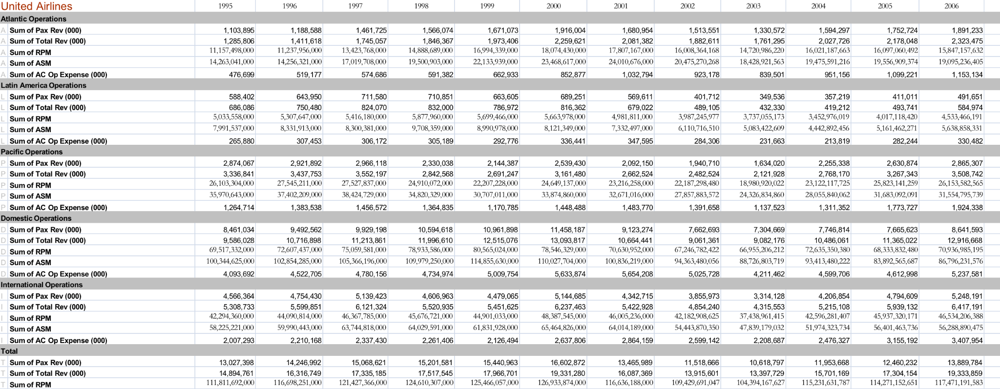 United Airlines 1995 1996 1997 1998 1999 2000 2001 2002 2003 2004 2005 2006
Atlantic Operations
A Sum of Pax Rev (000) 1,103,895 1,188,588 1,461,725 1,566,074 1,671,073 1,916,004 1,680,954 1,513,551 1,330,572 1,594,297 1,752,724 1,891,233
A Sum of Total Rev (000) 1,285,806 1,411,618 1,745,057 1,846,367 1,973,406 2,259,621 2,081,382 1,882,611 1,761,295 2,027,726 2,178,048 2,323,475
A Sum of RPM 11,157,498,000 11,237,956,000 13,423,768,000 14,888,689,000 16,994,339,000 18,074,430,000 17,807,167,000 16,008,364,168 14,720,986,220 16,021,187,663 16,097,060,492 15,847,157,632
A Sum of ASM 14,263,041,000 14,256,321,000 17,019,708,000 19,500,903,000 22,133,939,000 23,468,617,000 24,010,676,000 20,475,270,268 18,428,921,563 19,475,591,216 19,556,909,374 19,095,236,405
A Sum of AC Op Expense (000) 476,699 519,177 574,686 591,382 662,933 852,877 1,032,794 923,178 839,501 951,156 1,099,221 1,153,134
Latin America Operations
L Sum of Pax Rev (000) 588,402 643,950 711,580 710,851 663,605 689,251 569,611 401,712 349,536 357,219 411,011 491,651
L Sum of Total Rev (000) 686,086 750,480 824,070 832,000 786,972 816,362 679,022 489,105 432,330 419,212 493,741 584,974
L Sum of RPM 5,033,558,000 5,307,647,000 5,416,180,000 5,877,960,000 5,699,466,000 5,663,978,000 4,981,811,000 3,987,245,977 3,737,055,173 3,452,976,019 4,017,118,420 4,533,466,191
L Sum of ASM 7,991,537,000 8,331,913,000 8,300,381,000 9,708,359,000 8,990,978,000 8,121,349,000 7,332,497,000 6,110,716,510 5,083,422,609 4,442,892,456 5,161,462,271 5,638,858,331
L Sum of AC Op Expense (000) 265,880 307,453 306,172 305,189 292,776 336,441 347,595 284,306 231,663 213,819 282,244 330,482
Pacific Operations
P Sum of Pax Rev (000) 2,874,067 2,921,892 2,966,118 2,330,038 2,144,387 2,539,430 2,092,150 1,940,710 1,634,020 2,255,338 2,630,874 2,865,307
P Sum of Total Rev (000) 3,336,841 3,437,753 3,552,197 2,842,568 2,691,247 3,161,480 2,662,524 2,482,524 2,121,928 2,768,170 3,267,343 3,508,742
P Sum of RPM 26,103,304,000 27,545,211,000 27,527,837,000 24,910,072,000 22,207,228,000 24,649,137,000 23,216,258,000 22,187,298,480 18,980,920,022 23,122,117,725 25,823,141,259 26,153,582,565
P Sum of ASM 35,970,643,000 37,402,209,000 38,424,729,000 34,820,329,000 30,707,011,000 33,874,860,000 32,671,016,000 27,857,883,572 24,326,834,860 28,055,840,062 31,683,092,091 31,554,795,739
P Sum of AC Op Expense (000) 1,264,714 1,383,538 1,456,572 1,364,835 1,170,785 1,448,488 1,483,770 1,391,658 1,137,523 1,311,352 1,773,727 1,924,338
Domestic Operations
D Sum of Pax Rev (000) 8,461,034 9,492,562 9,929,198 10,594,618 10,961,898 11,458,187 9,123,274 7,662,693 7,304,669 7,746,814 7,665,623 8,641,593
D Sum of Total Rev (000) 9,586,028 10,716,898 11,213,861 11,996,610 12,515,076 13,093,817 10,664,441 9,061,361 9,082,176 10,486,061 11,365,022 12,916,668
D Sum of RPM 69,517,332,000 72,607,437,000 75,059,581,000 78,933,586,000 80,565,024,000 78,546,329,000 70,630,952,000 67,246,782,422 66,955,206,212 72,635,350,380 68,333,832,480 70,936,985,195
D Sum of ASM 100,344,625,000 102,854,285,000 105,366,196,000 109,979,250,000 114,855,630,000 110,027,704,000 100,836,219,000 94,363,480,056 88,726,803,719 93,413,480,222 83,892,565,687 86,796,231,576
D Sum of AC Op Expense (000) 4,093,692 4,522,705 4,780,156 4,734,974 5,009,754 5,633,874 5,654,208 5,025,728 4,211,462 4,599,706 4,612,998 5,237,581
International Operations
I Sum of Pax Rev (000) 4,566,364 4,754,430 5,139,423 4,606,963 4,479,065 5,144,685 4,342,715 3,855,973 3,314,128 4,206,854 4,794,609 5,248,191
I Sum of Total Rev (000) 5,308,733 5,599,851 6,121,324 5,520,935 5,451,625 6,237,463 5,422,928 4,854,240 4,315,553 5,215,108 5,939,132 6,417,191
I Sum of RPM 42,294,360,000 44,090,814,000 46,367,785,000 45,676,721,000 44,901,033,000 48,387,545,000 46,005,236,000 42,182,908,625 37,438,961,415 42,596,281,407 45,937,320,171 46,534,206,388
I Sum of ASM 58,225,221,000 59,990,443,000 63,744,818,000 64,029,591,000 61,831,928,000 65,464,826,000 64,014,189,000 54,443,870,350 47,839,179,032 51,974,323,734 56,401,463,736 56,288,890,475
I Sum of AC Op Expense (000) 2,007,293 2,210,168 2,337,430 2,261,406 2,126,494 2,637,806 2,864,159 2,599,142 2,208,687 2,476,327 3,155,192 3,407,954
Total
T Sum of Pax Rev (000) 13,027,398 14,246,992 15,068,621 15,201,581 15,440,963 16,602,872 13,465,989 11,518,666 10,618,797 11,953,668 12,460,232 13,889,784
T Sum of Total Rev (000) 14,894,761 16,316,749 17,335,185 17,517,545 17,966,701 19,331,280 16,087,369 13,915,601 13,397,729 15,701,169 17,304,154 19,333,859
T Sum of RPM 111,811,692,000 116,698,251,000 121,427,366,000 124,610,307,000 125,466,057,000 126,933,874,000 116,636,188,000 109,429,691,047 104,394,167,627 115,231,631,787 114,271,152,651 117,471,191,583